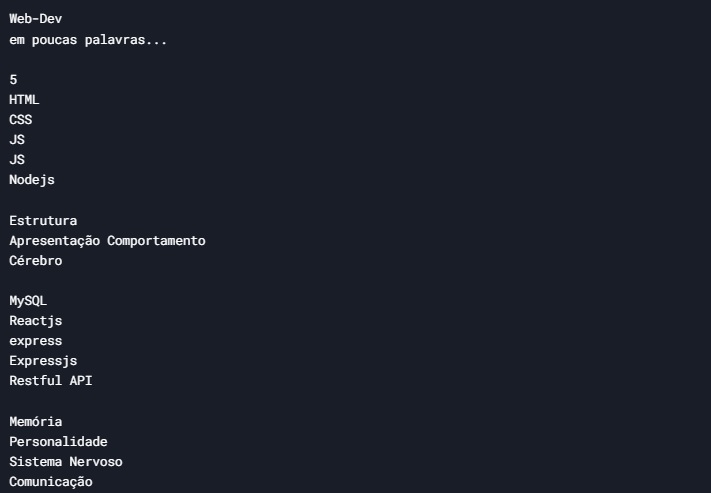 Web-Dev
em poucas palavras...
5
HTML
CSS
JS
JS
Nodejs
Estrutura
Apresentação Comportamento
Cérebro
MySQL
Reactjs
express
Expressjs
Restful API
Memória
Personalidade
Sistema Nervoso
Comunicação